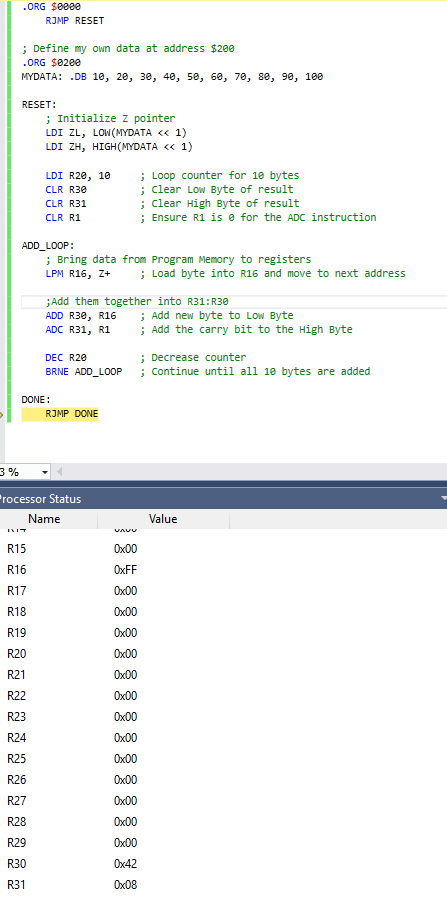 .ORG $0000
RJMP RESET
; Define my own data at address $200
.ORG $0200
MYDATA: .DB 10, 20, 30, 40, 50, 60, 70, 80, 90, 100
RESET:
; Initialize Z pointer
LDI ZL, LOW(MYDATA << 1)
LDI ZH, HIGH(MYDATA << 1)
LDI R20, 10 ; Loop counter for 10 bytes
CLR R30 ; Clear Low Byte of result
CLR R31 ; Clear High Byte of result
CLR R1 ; Ensure R1 is 0 for the ADC instruction
ADD_LOOP:
; Bring data from Program Memory to registers
LPM R16, Z+ ; Load byte into R16 and move to next address
;Add them together into R31:R30
ADD R30, R16 ; Add new byte to Low Byte
ADC R31, R1 ; Add the carry bit to the High Byte
DEC R20 ; Decrease counter
BRNE ADD_LOOP ; Continue until all 10 bytes are added
DONE:
RJMP DONE
3 %
Processor Status
Name Value
R14 0x00
R15 0x00
R16 0xFF
R17 0x00
R18 0x00
R19 0x00
R20 0x00
R21 0x00
R22 0x00
R23 0x00
R24 0x00
R25 0x00
R26 0x00
R27 0x00
R28 0x00
R29 0x00
R30 0x42
R31 0x08